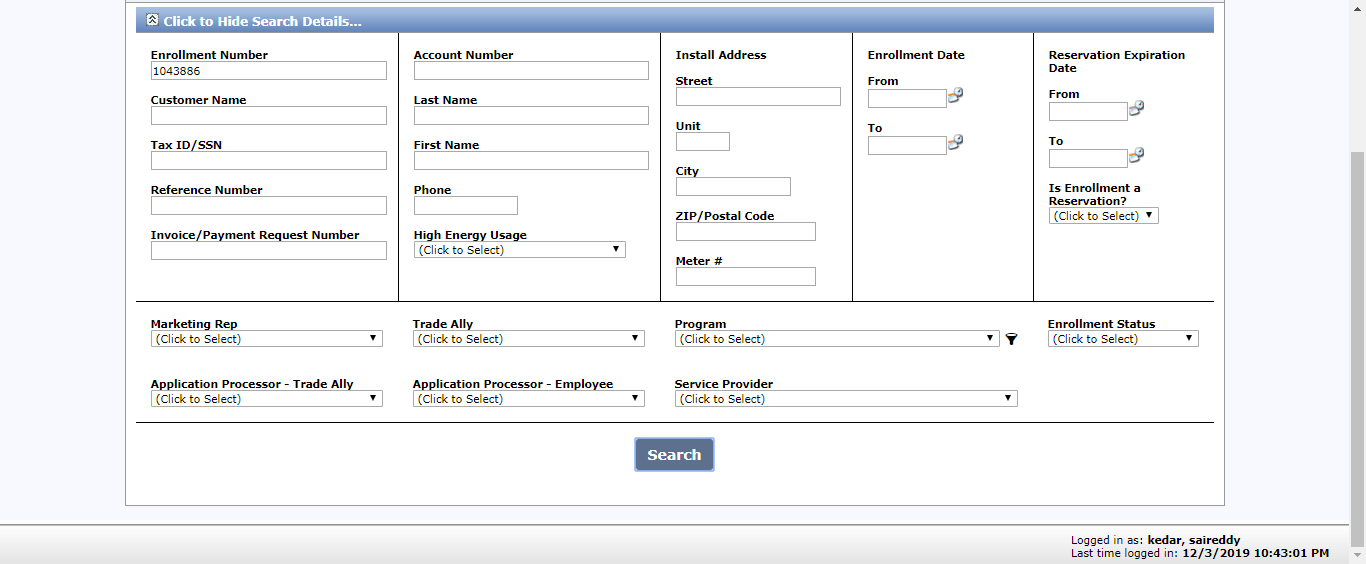 Click to Hide Search Details...
Enrollment Number
1043886
Customer Name
Tax ID/SSN
Reference Number
Invoice/Payment Request Number
Account Number
Last Name
First Name
Phone
High Energy Usage
(Click to Select)
Install Address
Street
Unit
City
ZIP/Postal Code
Meter #
Enrollment Date
From
To
Reservation Expiration
Date
From
To
Is Enrollment a
Reservation?
(Click to Select)
Marketing Rep
(Click to Select)
Trade Ally
(Click to Select)
Program
(Click to Select)
Enrollment Status
(Click to Select)
Application Processor - Trade Ally
(Click to Select)
Application Processor - Employee
(Click to Select)
Service Provider
(Click to Select)
Search
Logged in as: kedar, saireddy
Last time logged in: 12/3/2019 10:43:01 PM